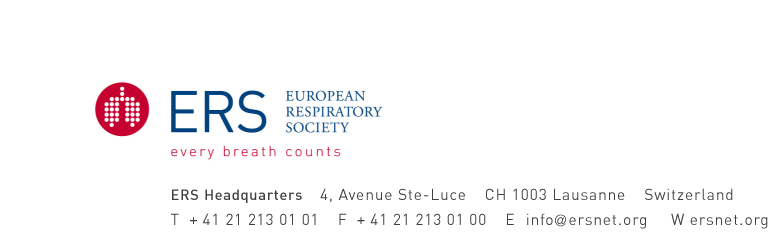 ERS
EUROPEAN
RESPIRATORY
SOCIETY
every breath counts
ERS Headquarters 4, Avenue Ste-Luce CH 1003 Lausanne Switzerland
T + 41 21 213 01 01 F + 41 21 213 01 00 E info@ersnet.org W ersnet.org